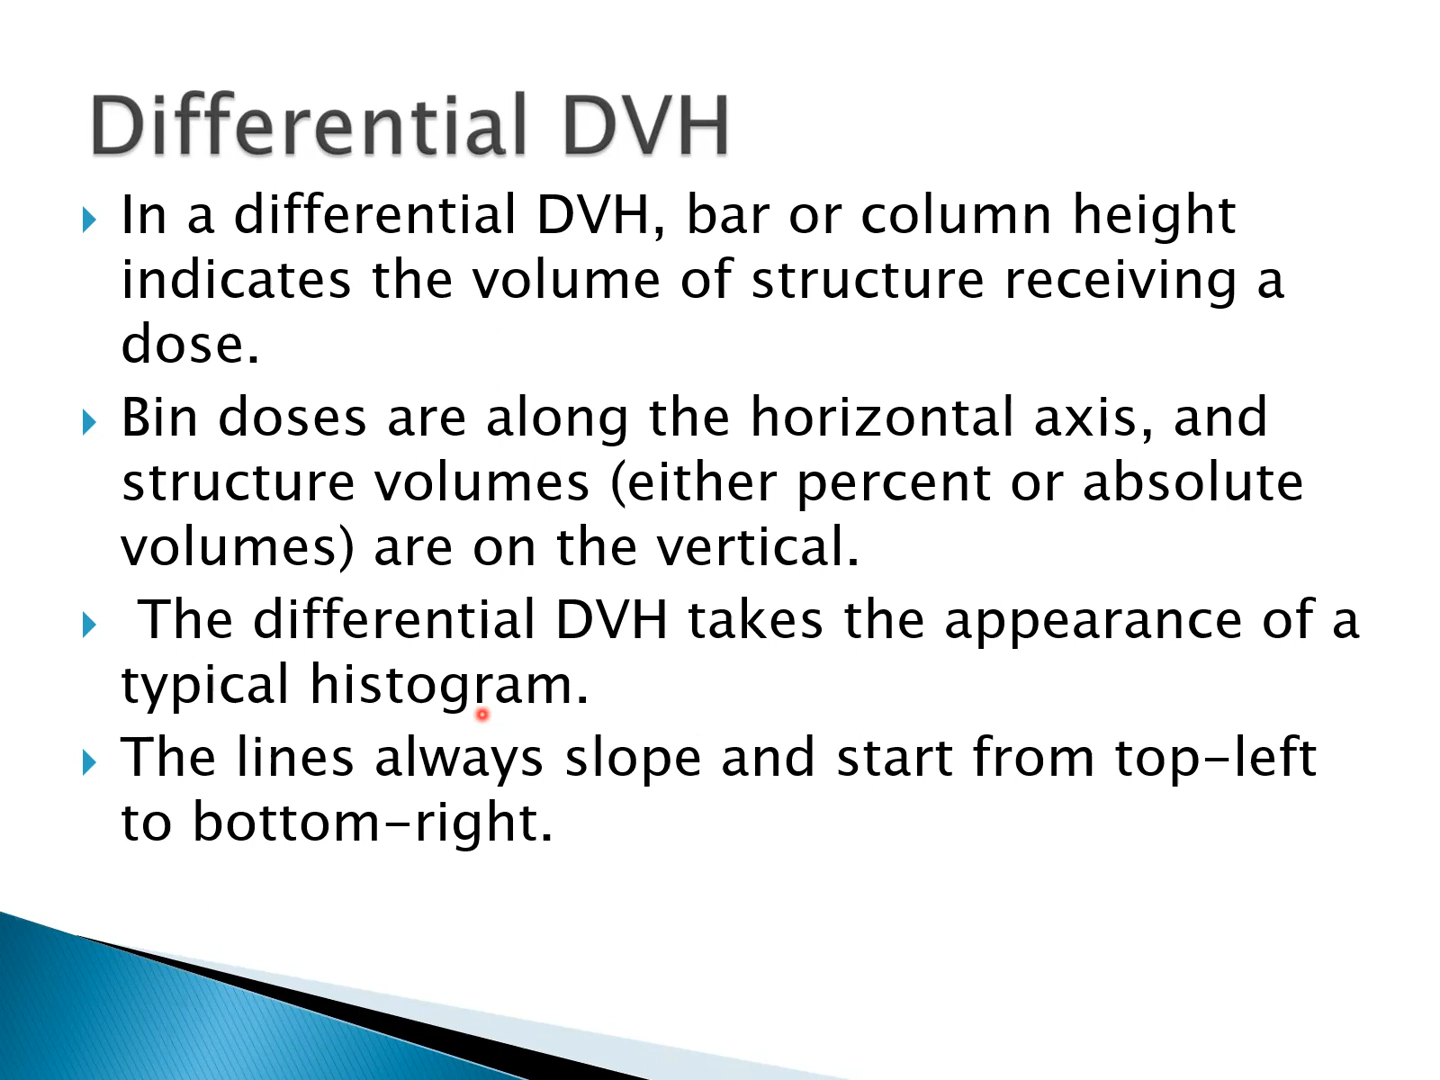 Differential DVH
In a differential DVH, bar or column height
indicates the volume of structure receiving a
dose.
Bin doses are along the horizontal axis, and
structure volumes (either percent or absolute
volumes) are on the vertical.
The differential DVH takes the appearance of a
typical histogram.
The lines always slope and start from top-left
to bottom-right.